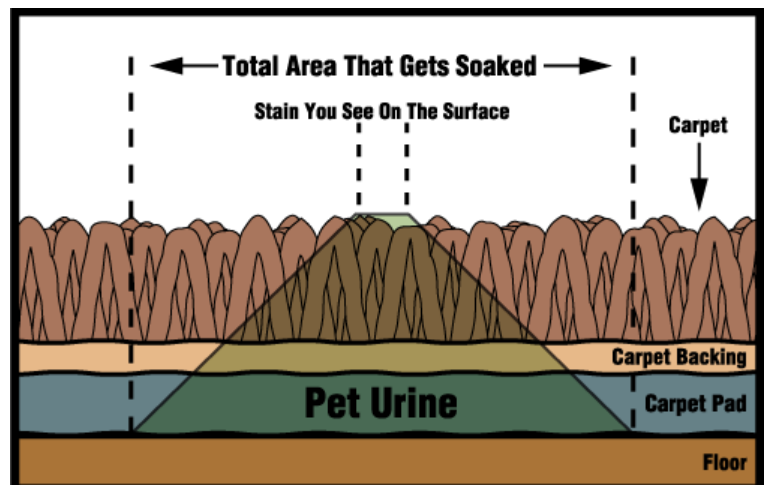 Total Area That Gets Soaked
Stain You See On The Surface
Carpet
Carpet Backing
Pet Urine
Carpet Pad
Floor